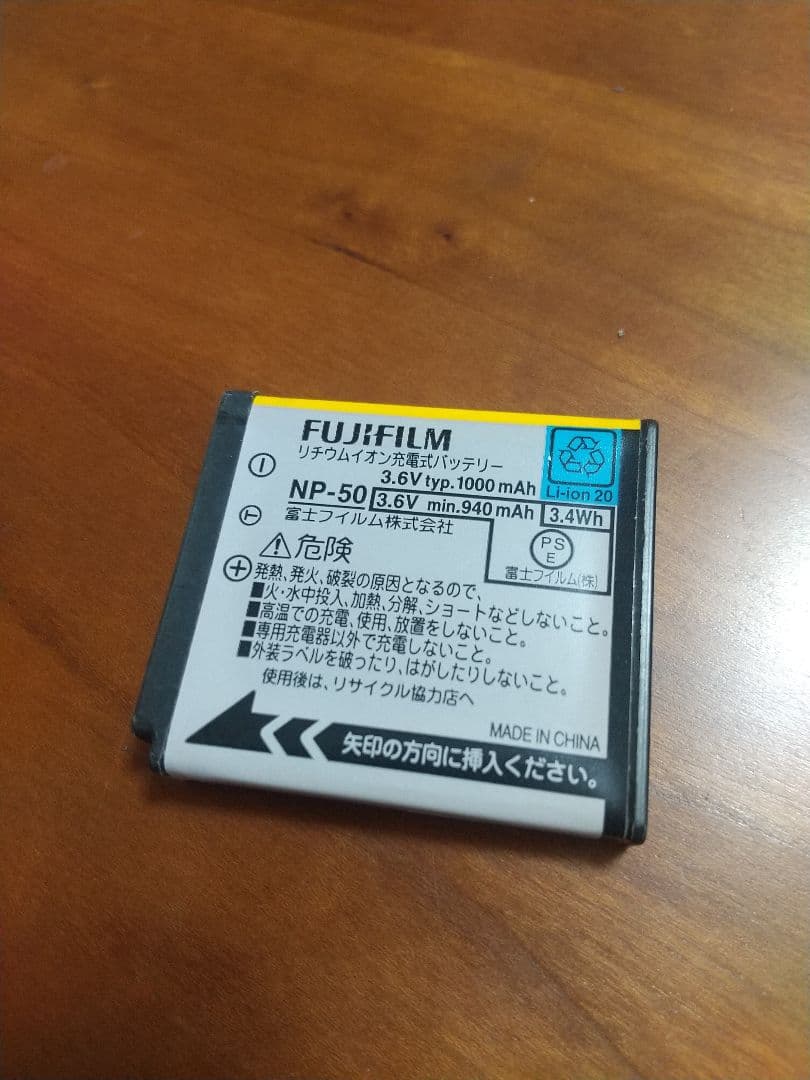 FUJIFILM
リチウムイオン充電式バッテリー
3.6V typ.1000 mAh
Li-ion 20
NP-50 3.6V min.940 mAh 3.4Wh
富士フイルム株式会社
PS
E
富士フイルム(株)
⚠危険
発熱、発火、破裂の原因となるので、
■火・水中投入、加熱、分解、ショートなどしないこと。
■高温での充電、使用、放置をしないこと。
■専用充電器以外で充電しないこと。
■外装ラベルを破ったり、はがしたりしないこと。
使用後は、リサイクル協力店へ
MADE IN CHINA
矢印の方向に挿入ください。